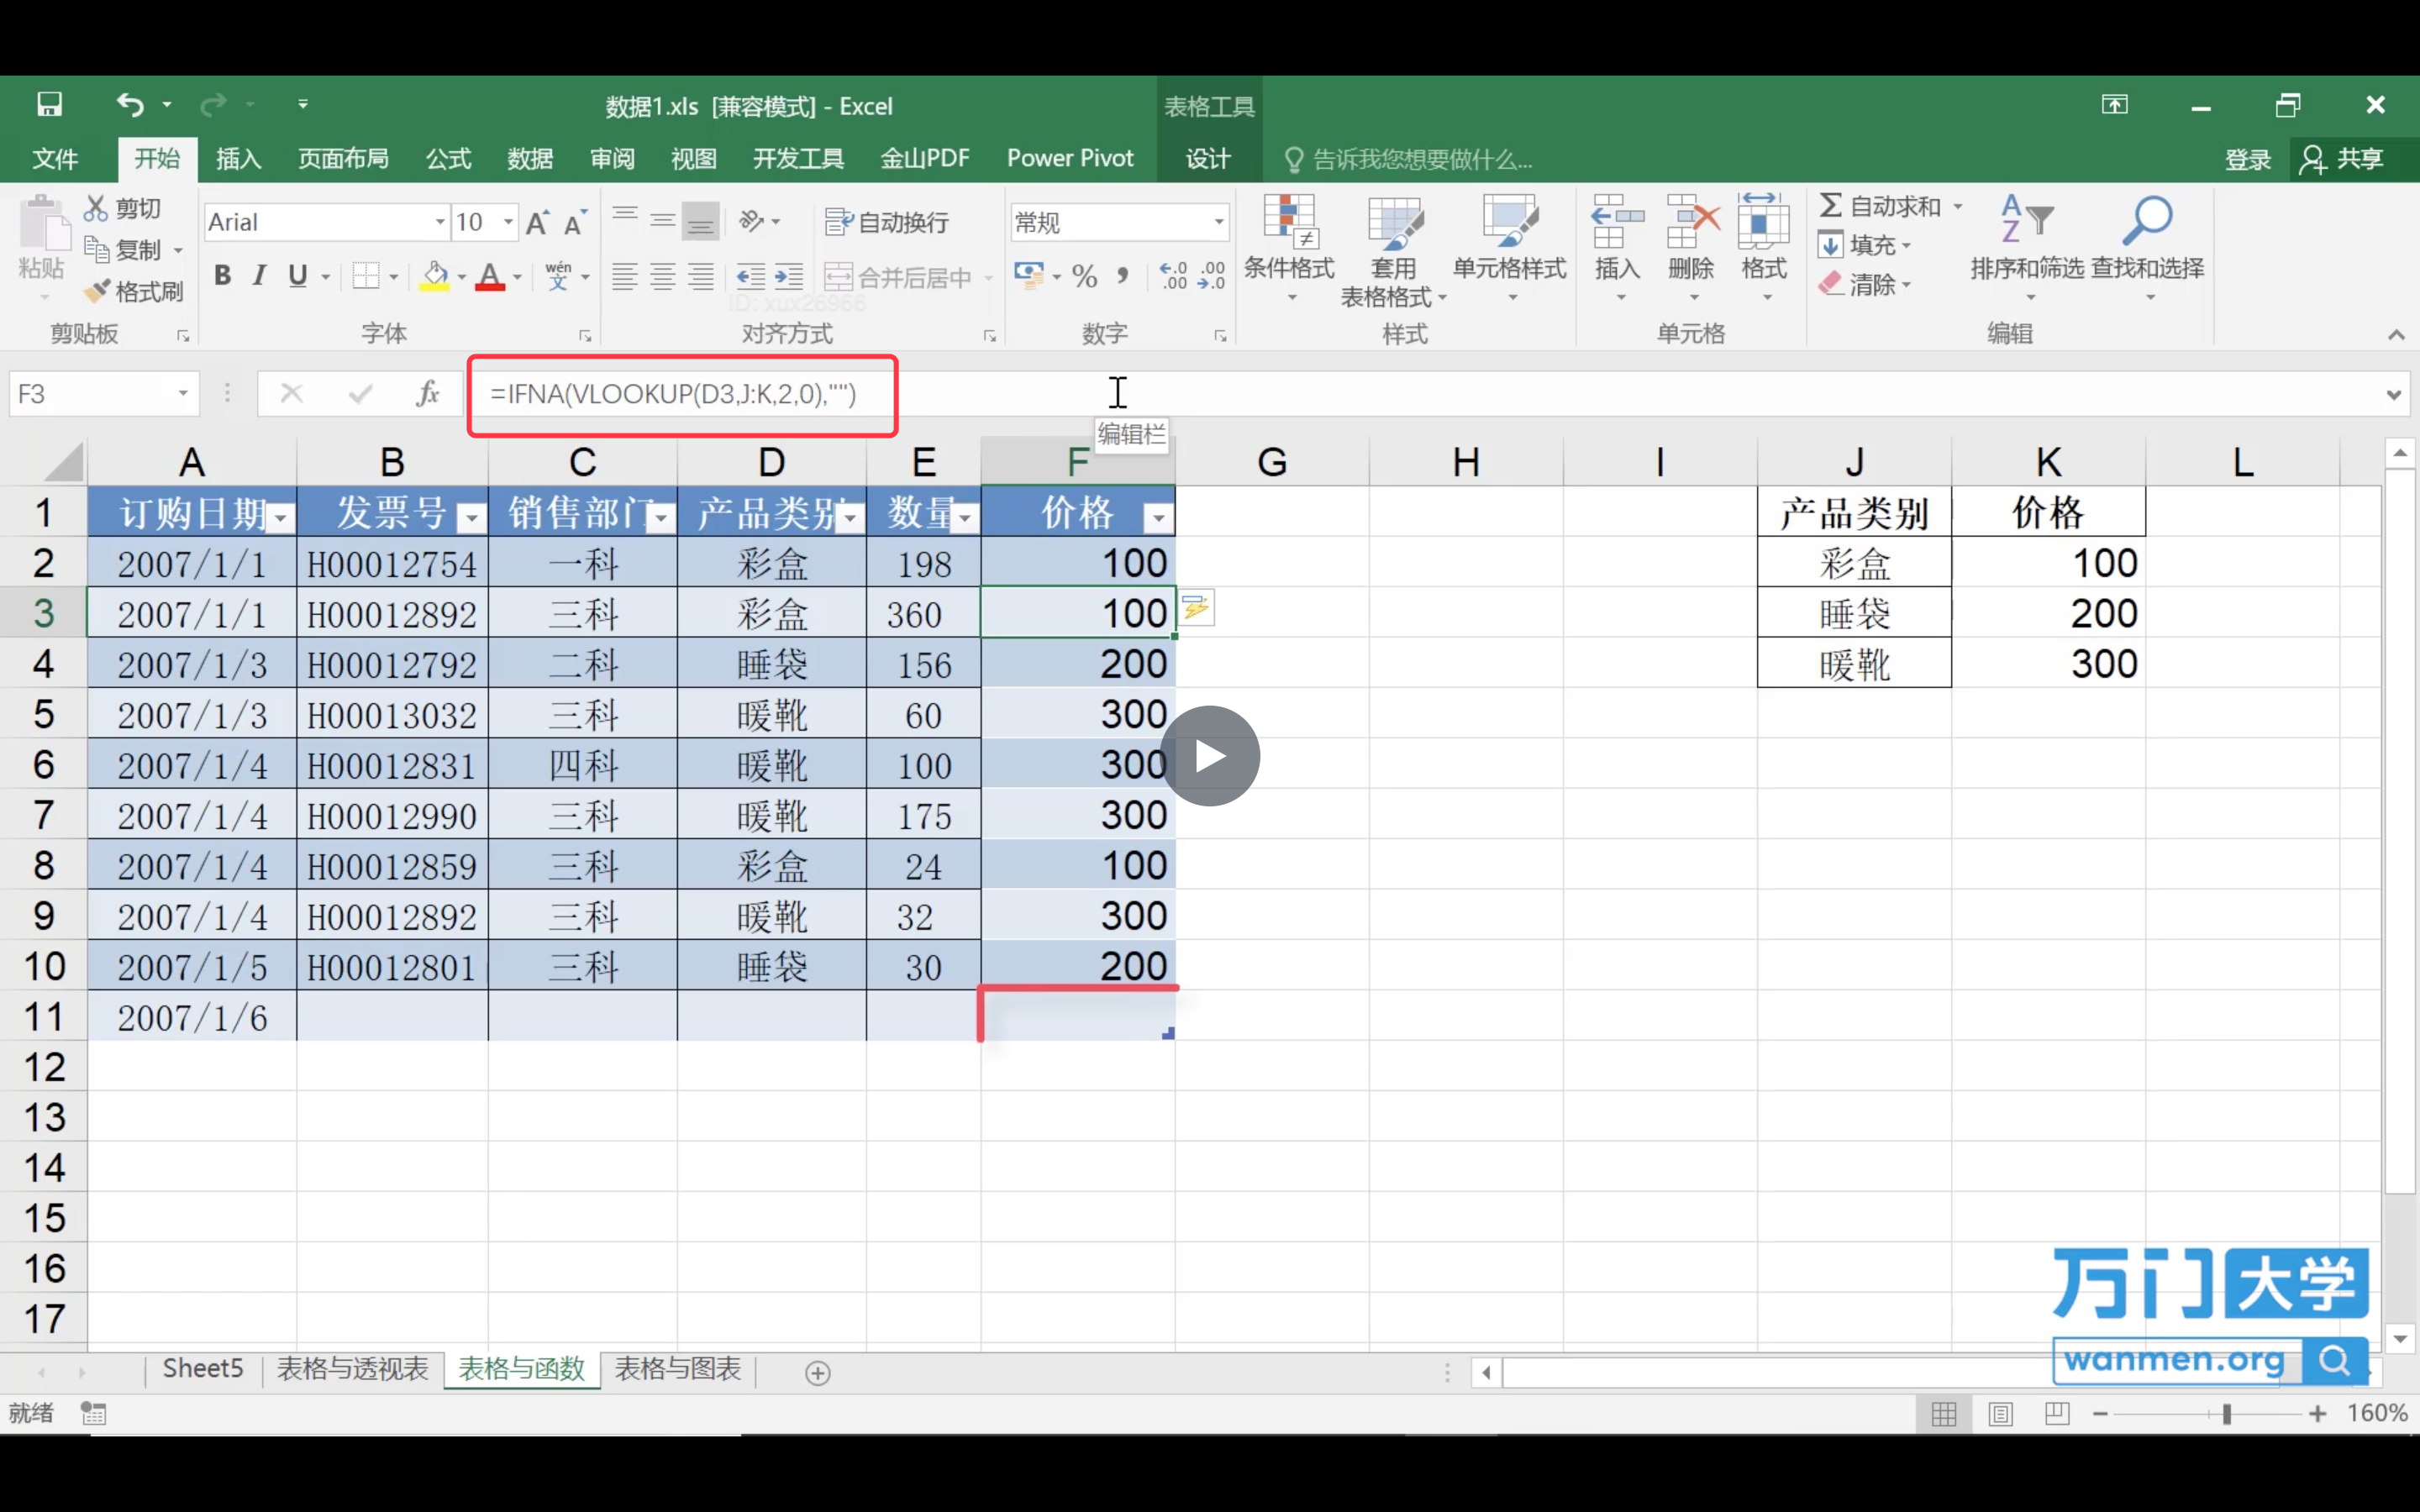 数据1.xls [兼容模式] - Excel
表格工具
文件 开始 插入 页面布局 公式 数据 审阅 视图 开发工具 金山PDF Power Pivot 设计 告诉我您想要做什么... 登录 共享
粘贴 剪切 复制 格式刷
Arial 10 A A
B I U A wén 文
自动换行
合并后居中
常规
% , .0 .00 .00 .0
条件格式 套用 表格格式 单元格样式
插入 删除 格式
自动求和
填充
清除
排序和筛选 查找和选择
ID: xux26966
剪贴板 字体 对齐方式 数字 样式 单元格 编辑
F3 fx =IFNA(VLOOKUP(D3,J:K,2,0),"")
编辑栏
A B C D E F G H I J K L
1 订购日期 发票号 销售部门 产品类别 数量 价格 产品类别 价格
2 2007/1/1 H00012754 一科 彩盒 198 100 彩盒 100
3 2007/1/1 H00012892 三科 彩盒 360 100 睡袋 200
4 2007/1/3 H00012792 二科 睡袋 156 200 暖靴 300
5 2007/1/3 H00013032 三科 暖靴 60 300
6 2007/1/4 H00012831 四科 暖靴 100 300
7 2007/1/4 H00012990 三科 暖靴 175 300
8 2007/1/4 H00012859 三科 彩盒 24 100
9 2007/1/4 H00012892 三科 暖靴 32 300
10 2007/1/5 H00012801 三科 睡袋 30 200
11 2007/1/6
12
13
14
15
16
17
万门大学
wanmen.org
Sheet5 表格与透视表 表格与函数 表格与图表
就绪 160%